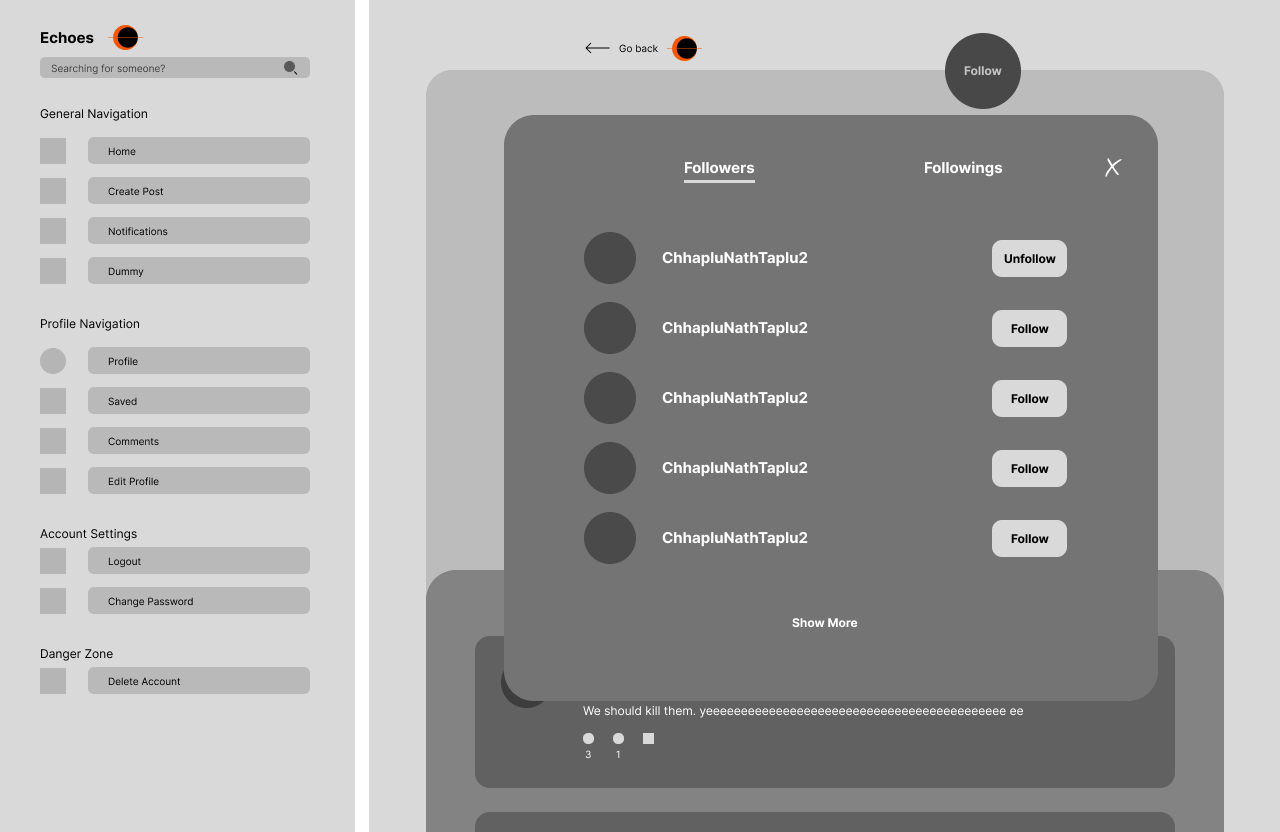 Echoes
Searching for someone?
General Navigation
Home
Create Post
Notifications
Dummy
Profile Navigation
Profile
Saved
Comments
Edit Profile
Account Settings
Logout
Change Password
Danger Zone
Delete Account
Go back
Follow
Followers
Followings
ChhapluNathTaplu2
Unfollow
ChhapluNathTaplu2
Follow
ChhapluNathTaplu2
Follow
ChhapluNathTaplu2
Follow
ChhapluNathTaplu2
Follow
Show More
We should kill them. yeeeeeeeeeeeeeeeeeeeeeeeeeeeeeeeeeeeeeeeeeee ee
3
1